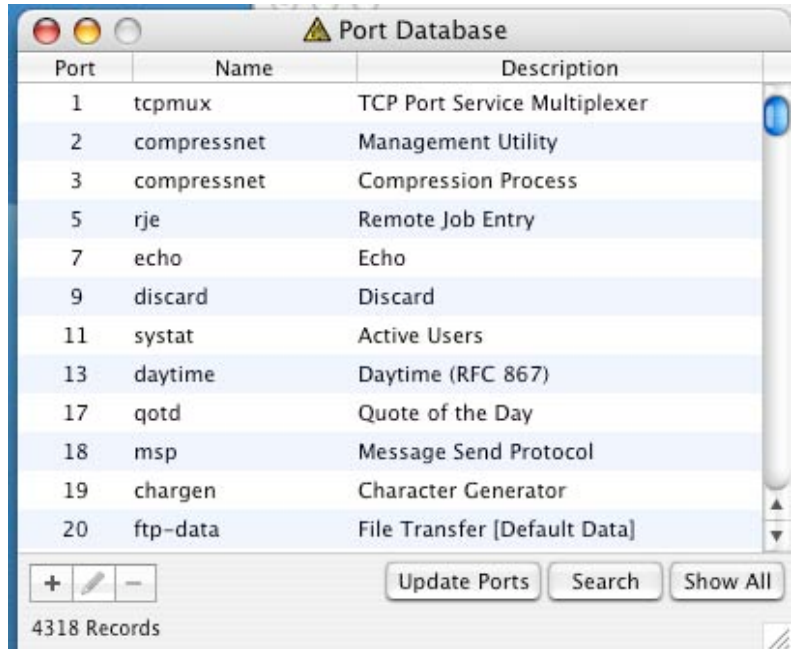 Port Database
Port Name Description
1 tcpmux TCP Port Service Multiplexer
2 compressnet Management Utility
3 compressnet Compression Process
5 rje Remote Job Entry
7 echo Echo
9 discard Discard
11 systat Active Users
13 daytime Daytime (RFC 867)
17 qotd Quote of the Day
18 msp Message Send Protocol
19 chargen Character Generator
20 ftp-data File Transfer [Default Data]
Update Ports Search Show All
4318 Records